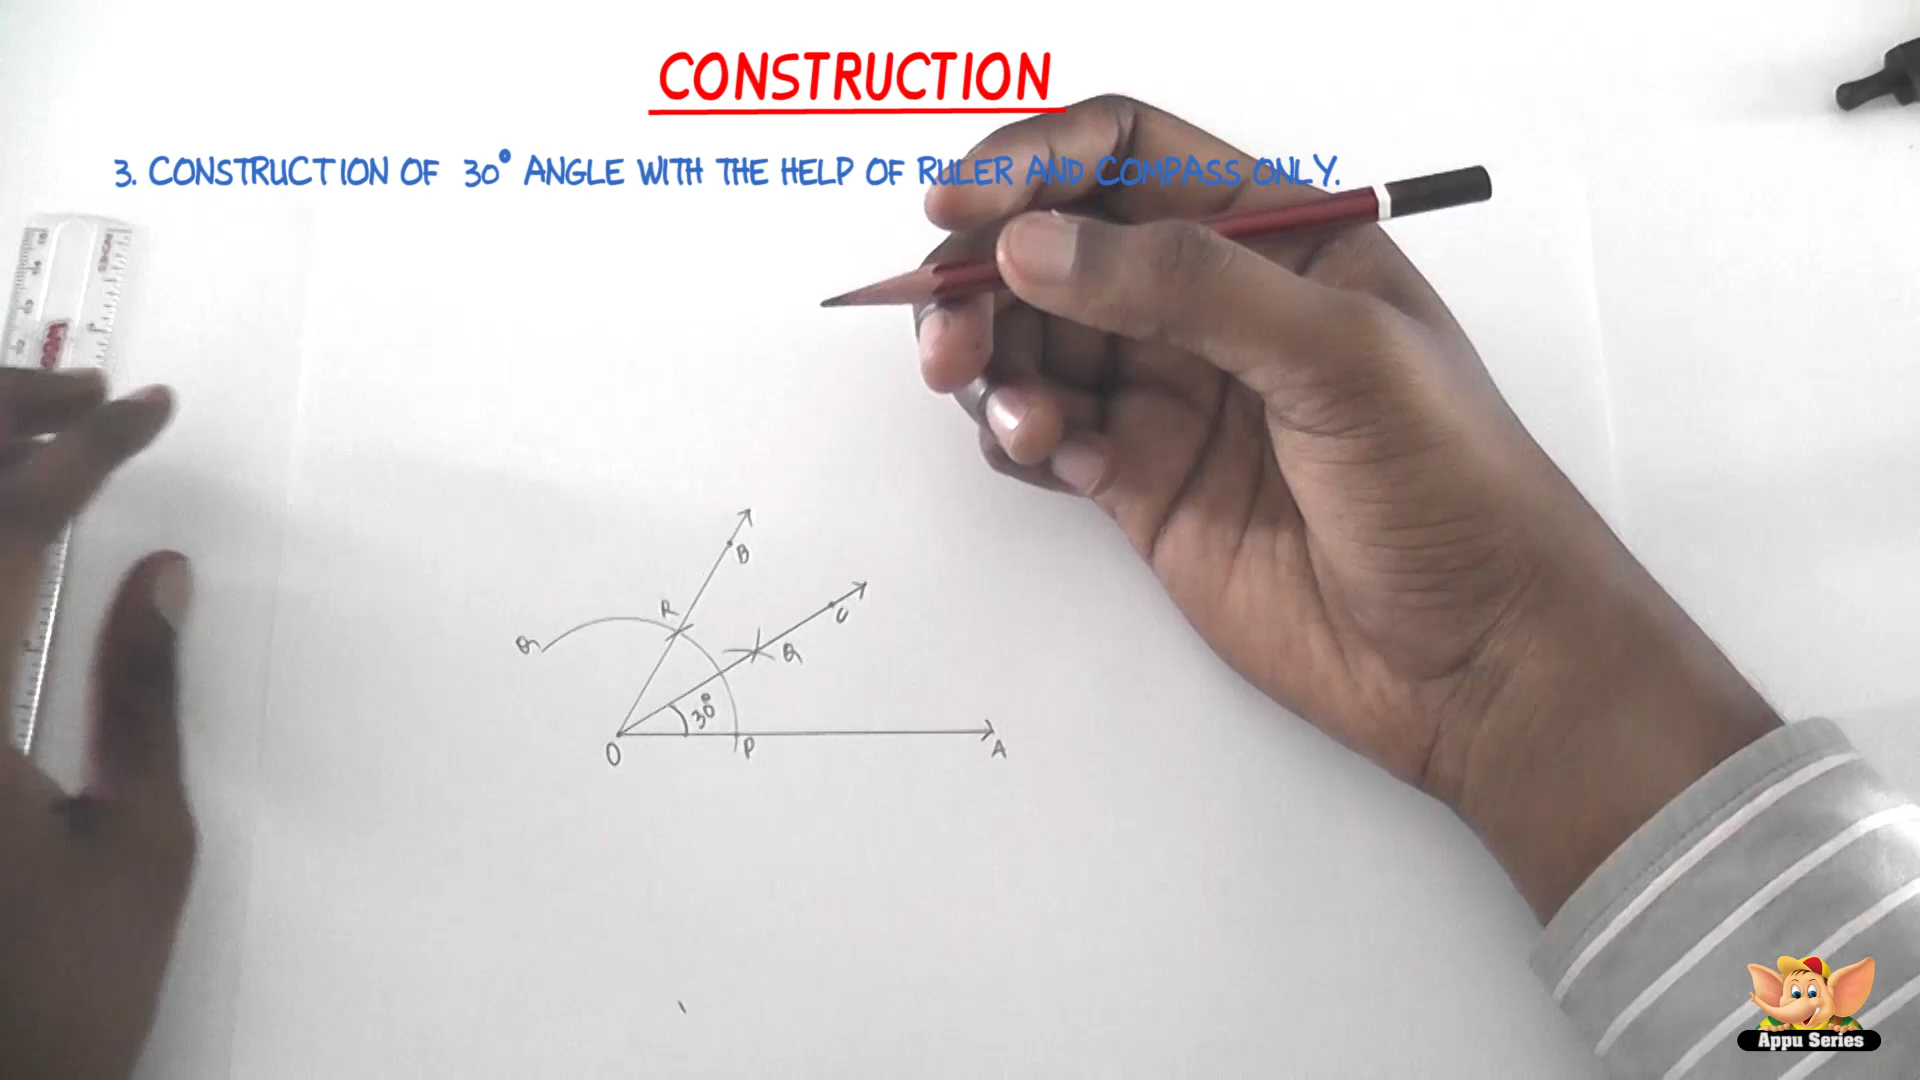 CONSTRUCTION
3. CONSTRUCTION OF 30° ANGLE WITH THE HELP OF RULER AND COMPASS ONLY.
B
R
C
Q
30°
O
P
A
Appu Series